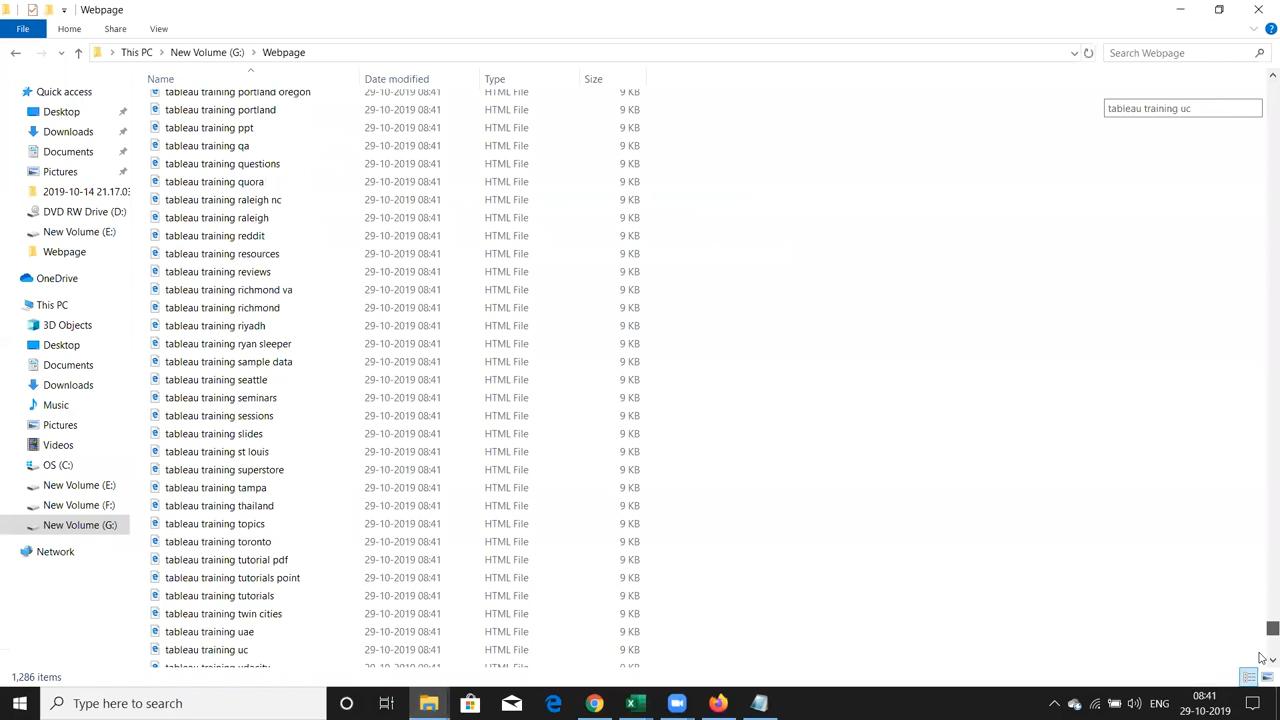 Webpage
File Home Share View
This PC New Volume (G:) Webpage Search Webpage
Name Date modified Type Size
tableau training uc
Quick access
Desktop
Downloads
Documents
Pictures
2019-10-14 21.17.03
DVD RW Drive (D:)
New Volume (E:)
Webpage
OneDrive
This PC
3D Objects
Desktop
Documents
Downloads
Music
Pictures
Videos
OS (C:)
New Volume (E:)
New Volume (F:)
New Volume (G:)
Network
tableau training portland oregon 29-10-2019 08:41 HTML File 9 KB
tableau training portland 29-10-2019 08:41 HTML File 9 KB
tableau training ppt 29-10-2019 08:41 HTML File 9 KB
tableau training qa 29-10-2019 08:41 HTML File 9 KB
tableau training questions 29-10-2019 08:41 HTML File 9 KB
tableau training quora 29-10-2019 08:41 HTML File 9 KB
tableau training raleigh nc 29-10-2019 08:41 HTML File 9 KB
tableau training raleigh 29-10-2019 08:41 HTML File 9 KB
tableau training reddit 29-10-2019 08:41 HTML File 9 KB
tableau training resources 29-10-2019 08:41 HTML File 9 KB
tableau training reviews 29-10-2019 08:41 HTML File 9 KB
tableau training richmond va 29-10-2019 08:41 HTML File 9 KB
tableau training richmond 29-10-2019 08:41 HTML File 9 KB
tableau training riyadh 29-10-2019 08:41 HTML File 9 KB
tableau training ryan sleeper 29-10-2019 08:41 HTML File 9 KB
tableau training sample data 29-10-2019 08:41 HTML File 9 KB
tableau training seattle 29-10-2019 08:41 HTML File 9 KB
tableau training seminars 29-10-2019 08:41 HTML File 9 KB
tableau training sessions 29-10-2019 08:41 HTML File 9 KB
tableau training slides 29-10-2019 08:41 HTML File 9 KB
tableau training st louis 29-10-2019 08:41 HTML File 9 KB
tableau training superstore 29-10-2019 08:41 HTML File 9 KB
tableau training tampa 29-10-2019 08:41 HTML File 9 KB
tableau training thailand 29-10-2019 08:41 HTML File 9 KB
tableau training topics 29-10-2019 08:41 HTML File 9 KB
tableau training toronto 29-10-2019 08:41 HTML File 9 KB
tableau training tutorial pdf 29-10-2019 08:41 HTML File 9 KB
tableau training tutorials point 29-10-2019 08:41 HTML File 9 KB
tableau training tutorials 29-10-2019 08:41 HTML File 9 KB
tableau training twin cities 29-10-2019 08:41 HTML File 9 KB
tableau training uae 29-10-2019 08:41 HTML File 9 KB
tableau training uc 29-10-2019 08:41 HTML File 9 KB
tableau training udacity 29-10-2019 08:41 HTML File 9 KB
1,286 items
Type here to search
ENG
08:41
29-10-2019